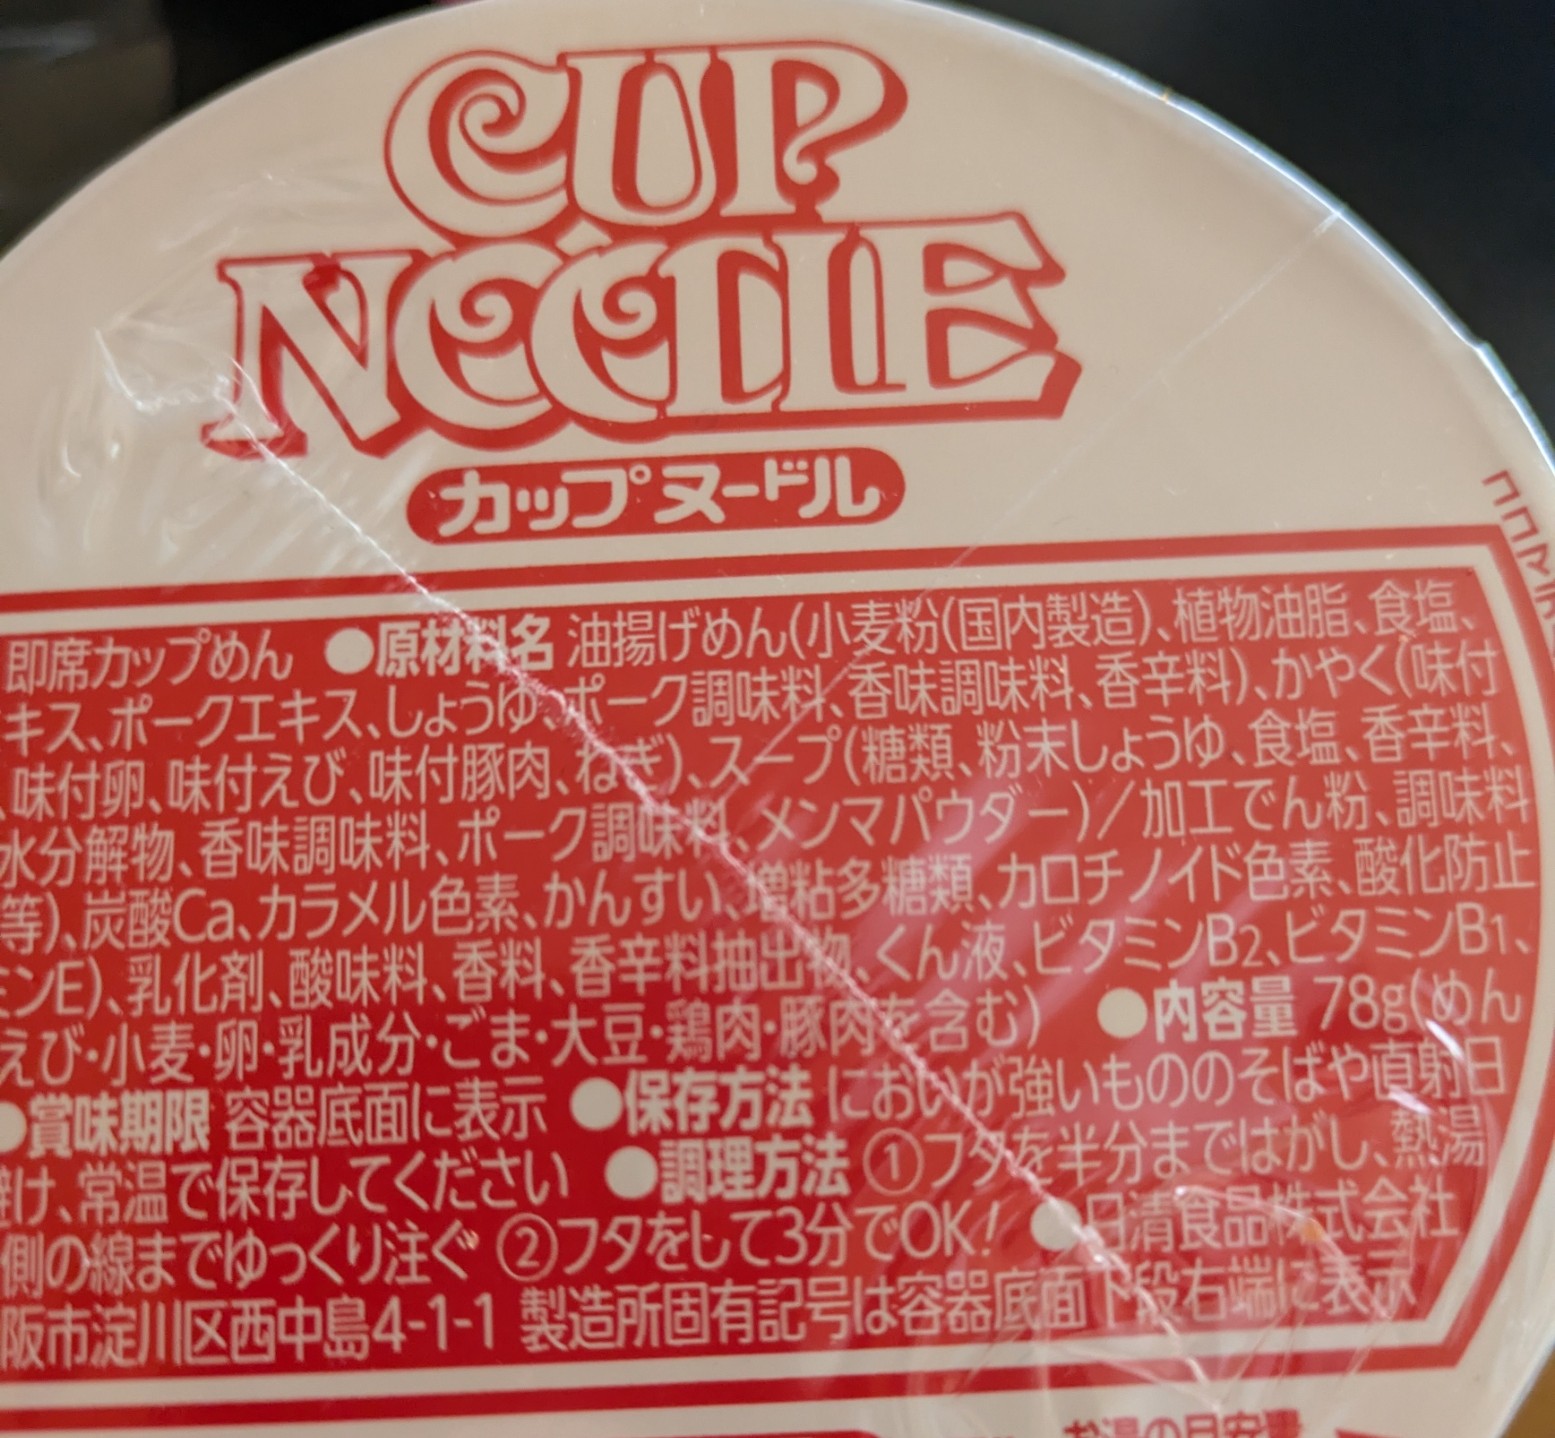 CUP
NOODLE
カップヌードル
即席カップめん ●原材料名 油揚げめん(小麦粉(国内製造)、植物油脂、食塩、
キス、ポークエキス、しょうゆ、ポーク調味料、香味調味料、香辛料)、かやく(味付
、味付卵、味付えび、味付豚肉、ねぎ)、スープ(糖類、粉末しょうゆ、食塩、香辛料、
水分解物、香味調味料、ポーク調味料、メンマパウダー)/加工でん粉、調味料
等)、炭酸Ca、カラメル色素、かんすい、増粘多糖類、カロチノイド色素、酸化防止
ンE)、乳化剤、酸味料、香料、香辛料抽出物、くん液、ビタミンB2、ビタミンB1、
えび・小麦・卵・乳成分・ごま・大豆・鶏肉・豚肉を含む) ●内容量 78g(めん
●賞味期限 容器底面に表示 ●保存方法 においが強いもののそばや直射日
避け、常温で保存してください ●調理方法 ①フタを半分まではがし、熱湯
側の線までゆっくり注ぐ ②フタをして3分でOK! ●日清食品株式会社
阪市淀川区西中島4-1-1 製造所固有記号は容器底面下段右端に表示
お湯の目安量